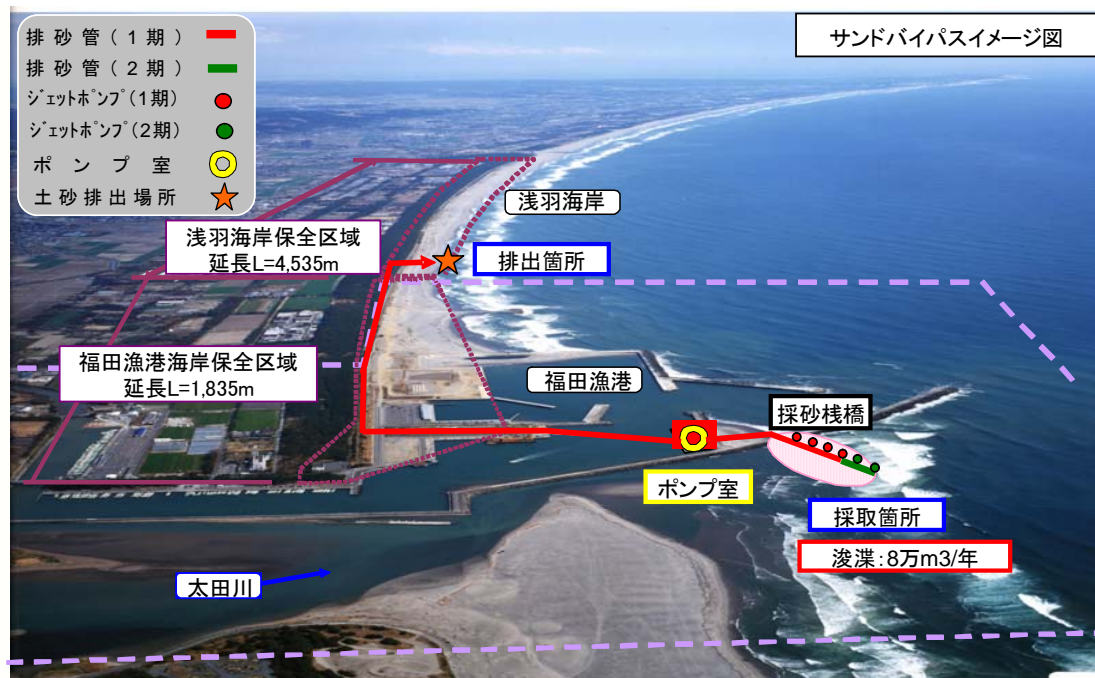 サンドバイパスイメージ図
排砂管(1期)
排砂管(2期)
ジェットポンプ(1期)
ジェットポンプ(2期)
ポンプ室
土砂排出場所
浅羽海岸
浅羽海岸保全区域
延長L=4,535m
排出箇所
福田漁港海岸保全区域
延長L=1,835m
福田漁港
採砂桟橋
ポンプ室
採取箇所
浚渫:8万m3/年
太田川